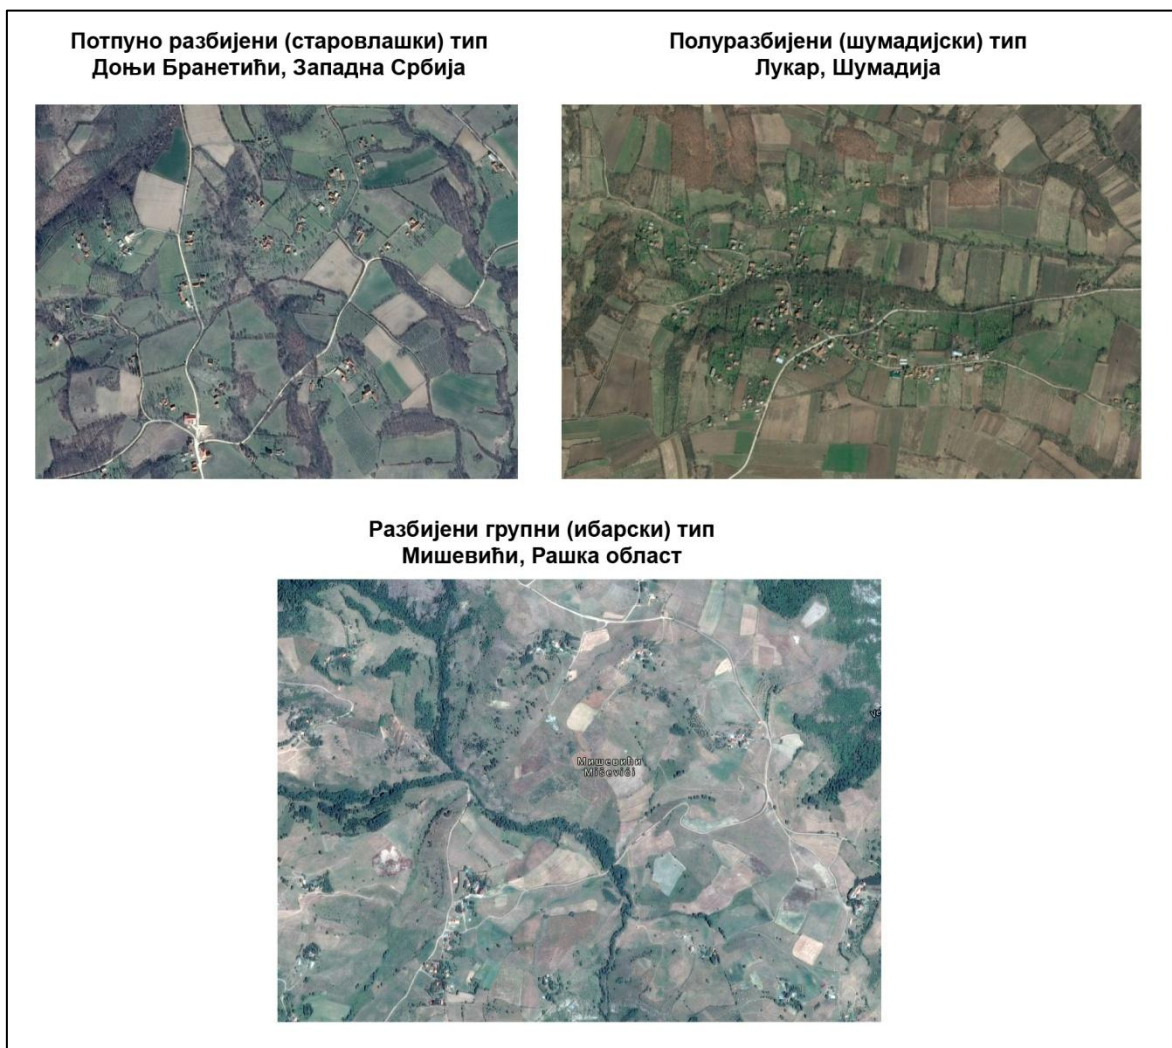 Потпуно разбијени (старовлашки) тип
Доњи Бранетићи, Западна Србија
Полуразбијени (шумадијски) тип
Лукар, Шумадија
Разбијени групни (ибарски) тип
Мишевићи, Рашка област
Мишевићи
Miševići